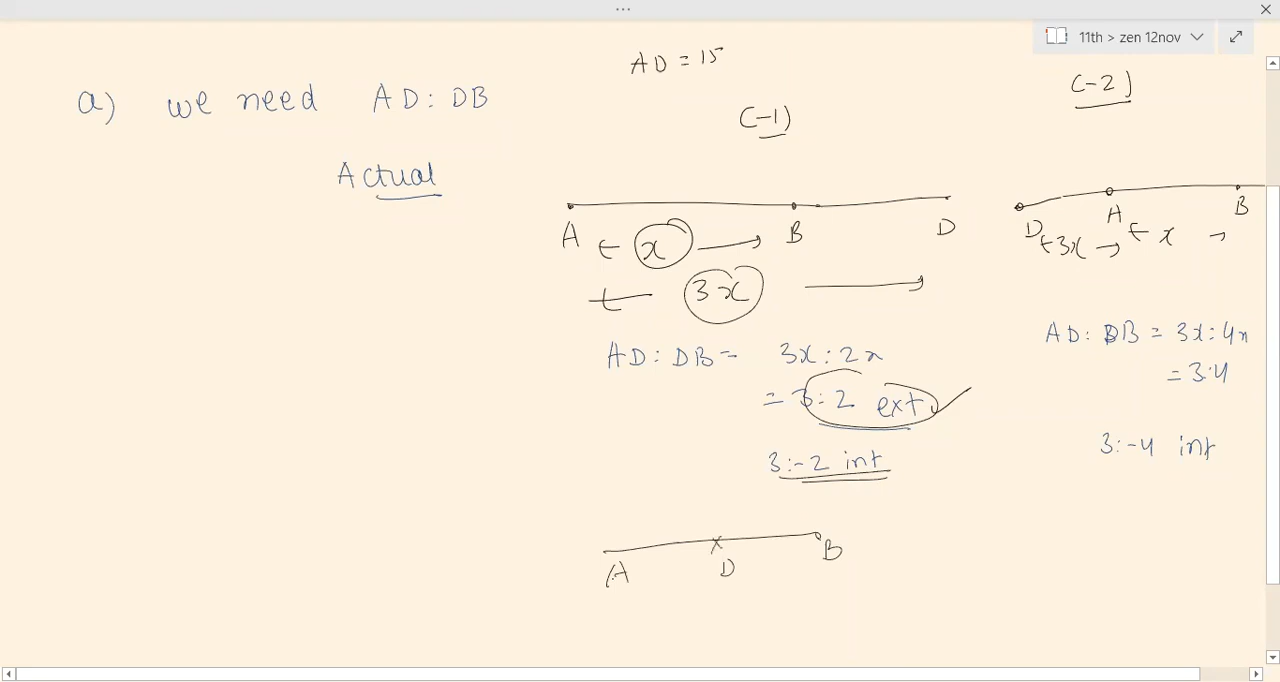 ...
11th > zen 12nov
AD = 15
a) we need AD : DB
(-1)
(-2)
Actual
A B D
D A B
x
3x x
3x
AD : DB = 3x : 2x
= 3 : 2 ext
3 : -2 int
AD : DB = 3x : 4x
= 3:4
3 : -4 int
A D B